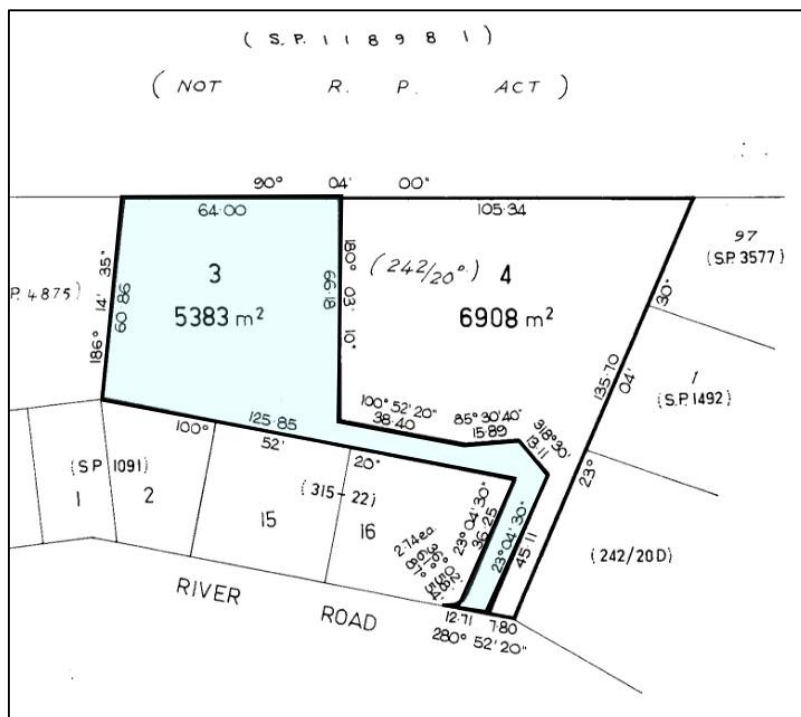 ( S. P. 1 1 8 9 8 1 )
( NOT R. P. ACT )
90° 04' 00"
64·00
105·34
97
(S.P. 3577)
P. 4875)
186° 14' 35"
60 86
3
5383 m²
66·18
180° 03' 10"
(242/20°)
4
6908 m²
135·70
23° 04' 30"
1
(S.P. 1492)
100° 52' 20"
38·40
85° 30' 40"
15·89
318° 30'
13·11
125·85
100° 52' 20"
(S P 1091)
1
2
15
(315-22)
16
2·74ea.
23° 04' 30"
36·25
23° 04' 30"
45·11
(242/20D)
RIVER ROAD
12.71
7·80
280° 52' 20"